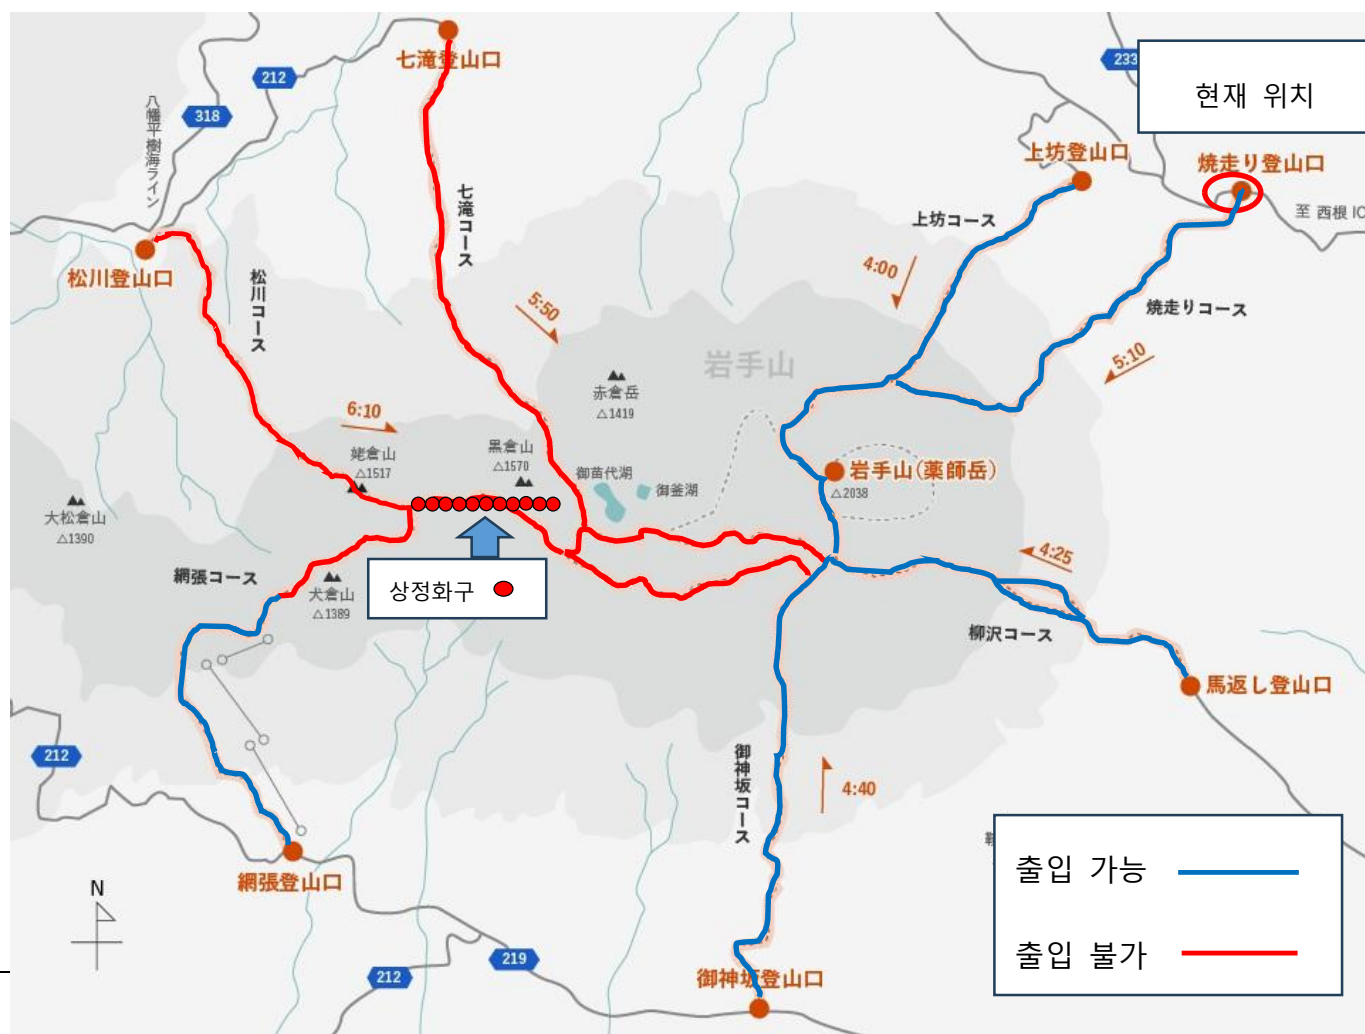 七滝登山口
212
318
八幡平樹海ライン
233
현재 위치
上坊登山口
焼走り登山口
至 西根 IC
七滝コース
上坊コース
松川登山口
松川コース
4:00
5:50
焼走りコース
岩手山
5:10
赤倉岳
△1419
6:10
姥倉山
△1517
黒倉山
△1570
御苗代湖
御釜湖
岩手山(薬師岳)
△2038
大松倉山
△1390
상정화구
4:25
網張コース
犬倉山
△1389
柳沢コース
馬返し登山口
212
御神坂コース
4:40
출입 가능
출입 불가
網張登山口
N
219
212
御神坂登山口